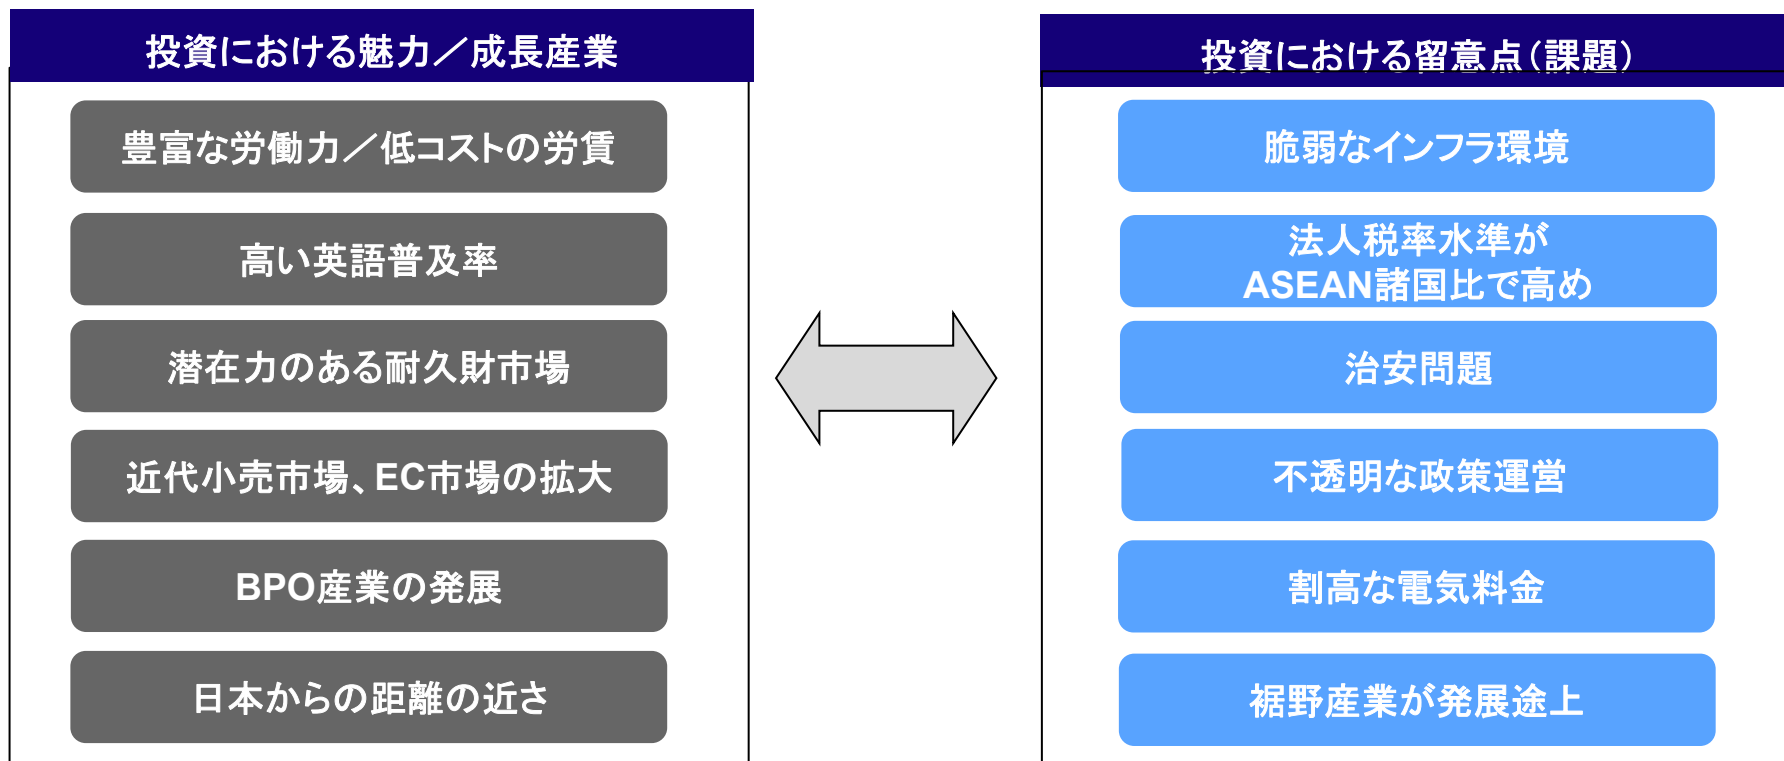 投資における魅力／成長産業
豊富な労働力／低コストの労賃
高い英語普及率
潜在力のある耐久財市場
近代小売市場、EC市場の拡大
BPO産業の発展
日本からの距離の近さ
投資における留意点（課題）
脆弱なインフラ環境
法人税率水準が
ASEAN諸国比で高め
治安問題
不透明な政策運営
割高な電気料金
裾野産業が発展途上